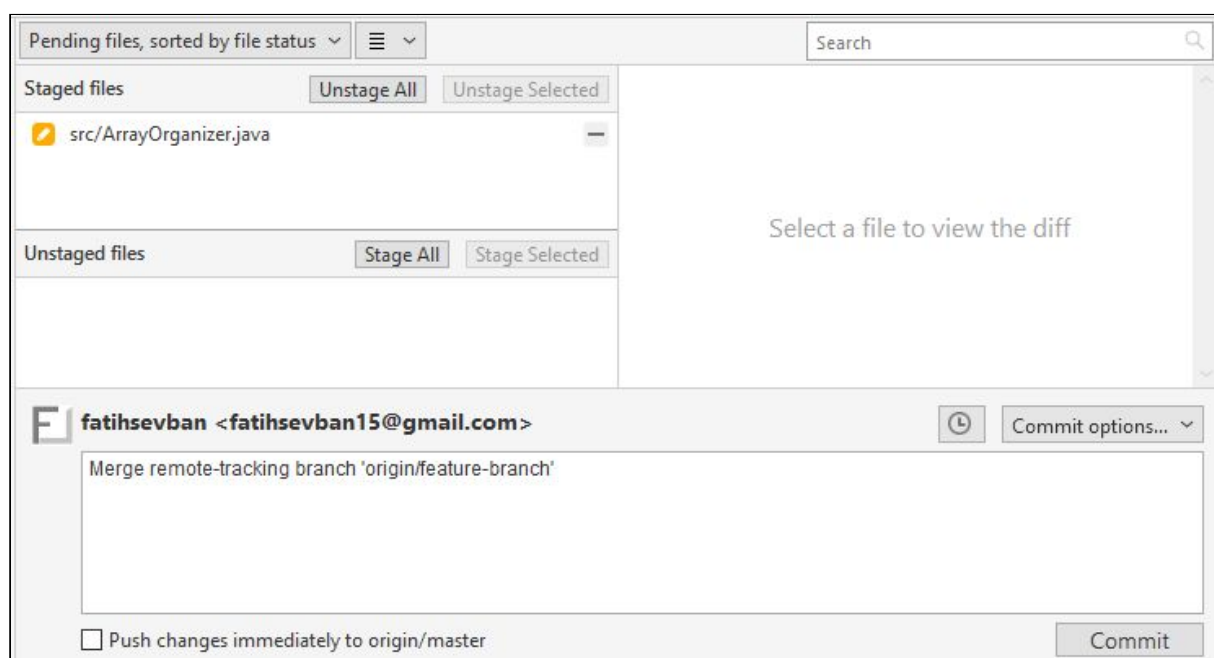 Pending files, sorted by file status
Search
Staged files
Unstage All
Unstage Selected
src/ArrayOrganizer.java
Select a file to view the diff
Unstaged files
Stage All
Stage Selected
F
fatihsevban <fatihsevban15@gmail.com>
Commit options...
Merge remote-tracking branch 'origin/feature-branch'
Push changes immediately to origin/master
Commit